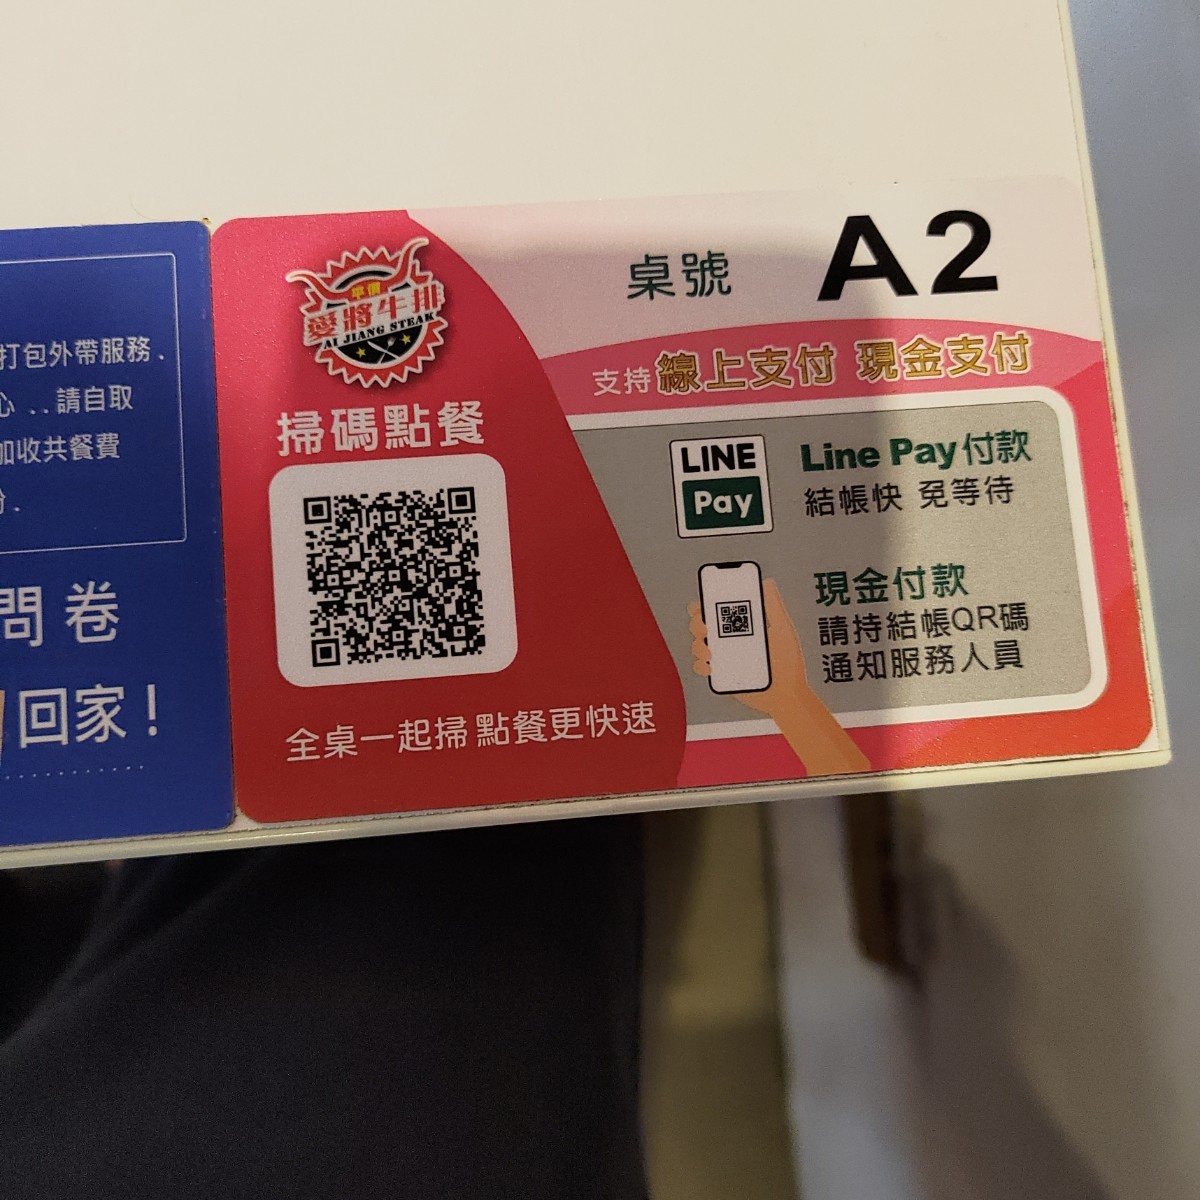 打包外帶服務.
心 ..請自取
加收共餐費
問卷
回家！
平價
愛將牛排
AI JIANG STEAK
掃碼點餐
全桌一起掃 點餐更快速
桌號 A2
支持線上支付 現金支付
LINE
Pay
Line Pay付款
結帳快 免等待
現金付款
請持結帳QR碼
通知服務人員